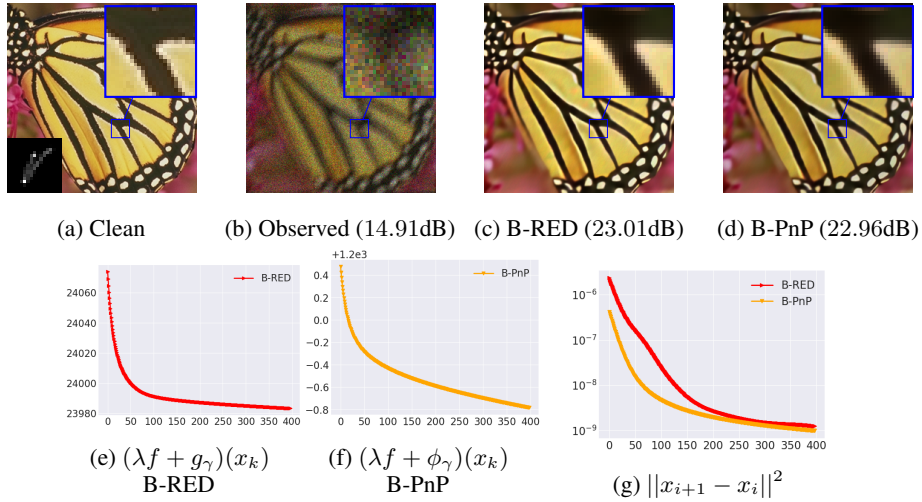 (a) Clean
(b) Observed (14.91dB)
(c) B-RED (23.01dB)
(d) B-PnP (22.96dB)
B-RED
24060
24040
24020
24000
23980
0 50 100 150 200 250 300 350 400
(e) (λf + g_γ)(x_k)
B-RED
+1.2e3
B-PnP
0.4
0.2
0.0
−0.2
−0.4
−0.6
−0.8
0 50 100 150 200 250 300 350 400
(f) (λf + ϕ_γ)(x_k)
B-PnP
B-RED
B-PnP
10⁻⁶
10⁻⁷
10⁻⁸
10⁻⁹
0 50 100 150 200 250 300 350 400
(g) ||x_{i+1} − x_i||²